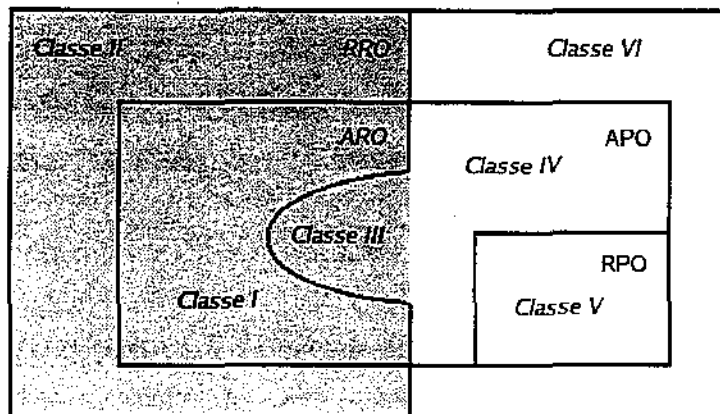 Classe II RRO Classe VI
ARO APO
Classe IV
Classe III
RPO
Classe I Classe V